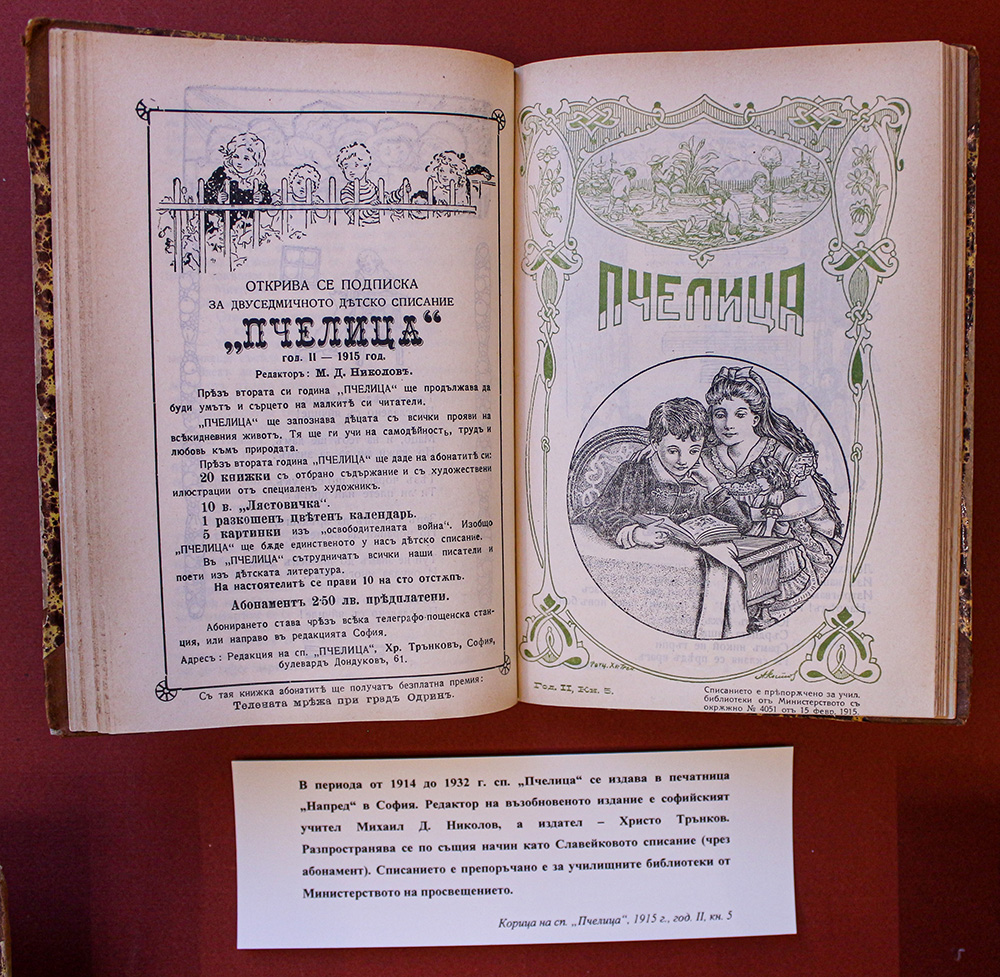 ОТКРИВА СЕ ПОДПИСКА
ЗА ДВУСЕДМИЧНОТО ДѢТСКО СПИСАНИЕ
„ПЧЕЛИЦА“
год. II — 1915 год.
Редакторъ: М. Д. Николовъ.
Прѣзъ втората си година „ПЧЕЛИЦА“ ще продължава да
буди умътъ и сърцето на малкитѣ си читатели.
„ПЧЕЛИЦА“ ще запознава дѣцата съ всички прояви на
всѣкидневния животъ. Тя ще ги учи на самодѣйность, трудъ и
любовь къмъ природата.
Прѣзъ втората година „ПЧЕЛИЦА“ ще даде на абонатитѣ си:
20 книжки съ отбрано съдържание и съ художествени
илюстрации отъ специаленъ художникъ.
10 в. „Лястовичка“.
1 разкошенъ цвѣтенъ календарь.
5 картинки изъ „освободителната война“. Изобщо
„ПЧЕЛИЦА“ ще бѫде единственото у насъ дѣтско списание.
Въ „ПЧЕЛИЦА“ сътрудничатъ всички наши писатели и
поети изъ дѣтската литература.
На настоятелитѣ се прави 10 на сто отстѫпъ.
Абонаментъ 2·50 лв. прѣдплатени.
Абонирането става чрѣзъ всѣка телеграфо-пощенска стан-
ция, или направо въ редакцията София.
Адресъ: Редакция на сп. „ПЧЕЛИЦА“, Хр. Трънковъ, София,
булевардъ Дондуковъ, 61.
Съ тая книжка абонатитѣ ще получатъ безплатна премия:
Телената мрѣжа при градъ Одринъ.
ПЧЕЛИЦА
Год. II, Кн. 5.
Списанието е прѣпорѫчено за учил.
библиотеки отъ Министерството съ
окрѫжно № 4051 отъ 15 февр. 1915.
В периода от 1914 до 1932 г. сп. „Пчелица“ се издава в печатница
„Напред“ в София. Редактор на възобновеното издание е софийският
учител Михаил Д. Николов, а издател – Христо Трънков.
Разпространява се по същия начин като Славейковото списание (чрез
абонамент). Списанието е препоръчано е за училищните библиотеки от
Министерството на просвещението.
Корица на сп. „Пчелица“, 1915 г., год. II, кн. 5